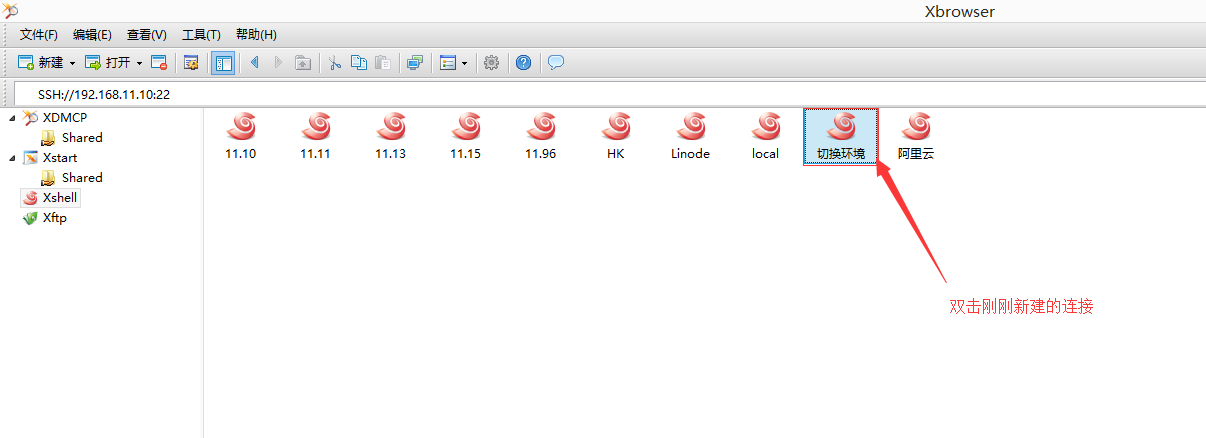 Xbrowser
文件(F) 编辑(E) 查看(V) 工具(T) 帮助(H)
新建 打开
SSH://192.168.11.10:22
XDMCP
Shared
Xstart
Shared
Xshell
Xftp
11.10 11.11 11.13 11.15 11.96 HK Linode local 切换环境 阿里云
双击刚刚新建的连接